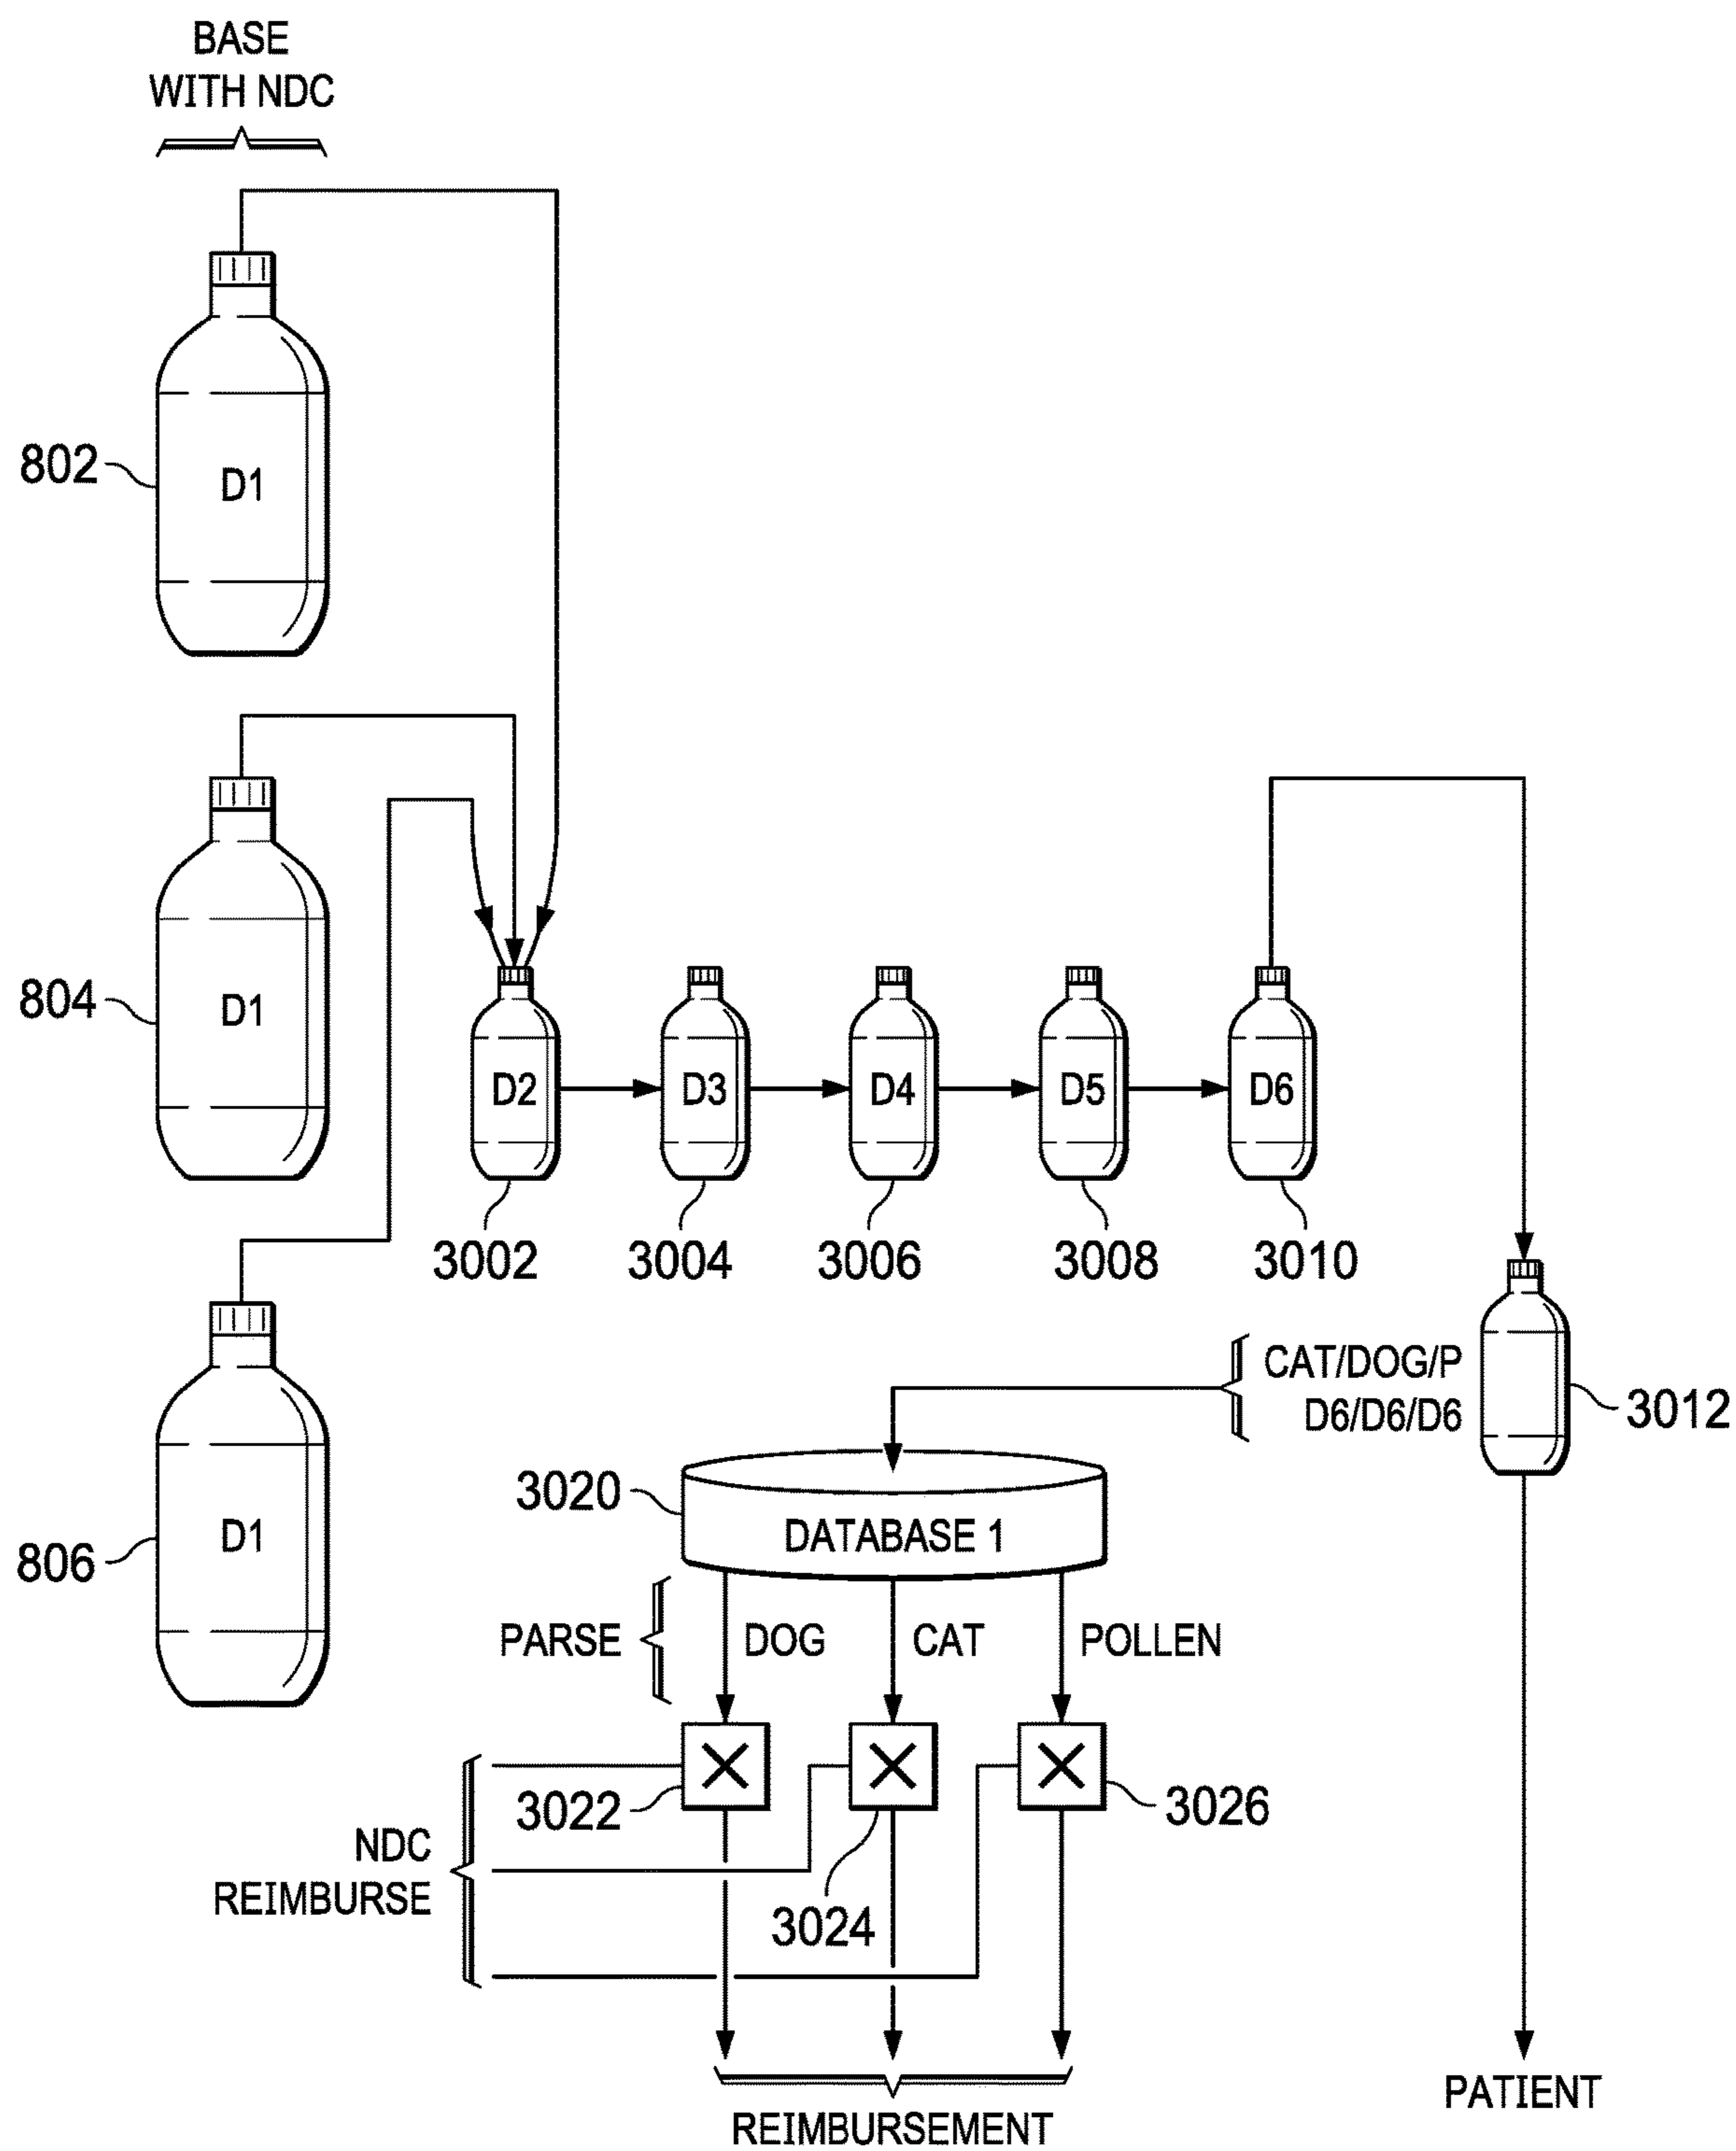 BASE
WITH NDC
802
D1
804
D1
806
D1
D2
D3
D4
D5
D6
3002
3004
3006
3008
3010
CAT/DOG/P
D6/D6/D6
3012
3020
DATABASE 1
PARSE
DOG
CAT
POLLEN
3022
3024
3026
NDC
REIMBURSE
REIMBURSEMENT
PATIENT